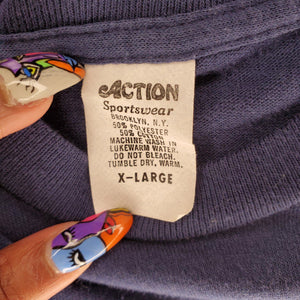 ACTION
Sportswear
BROOKLYN, N.Y.
50% POLYESTER
50% COTTON
MACHINE WASH IN
LUKEWARM WATER.
DO NOT BLEACH.
TUMBLE DRY, WARM.
X-LARGE